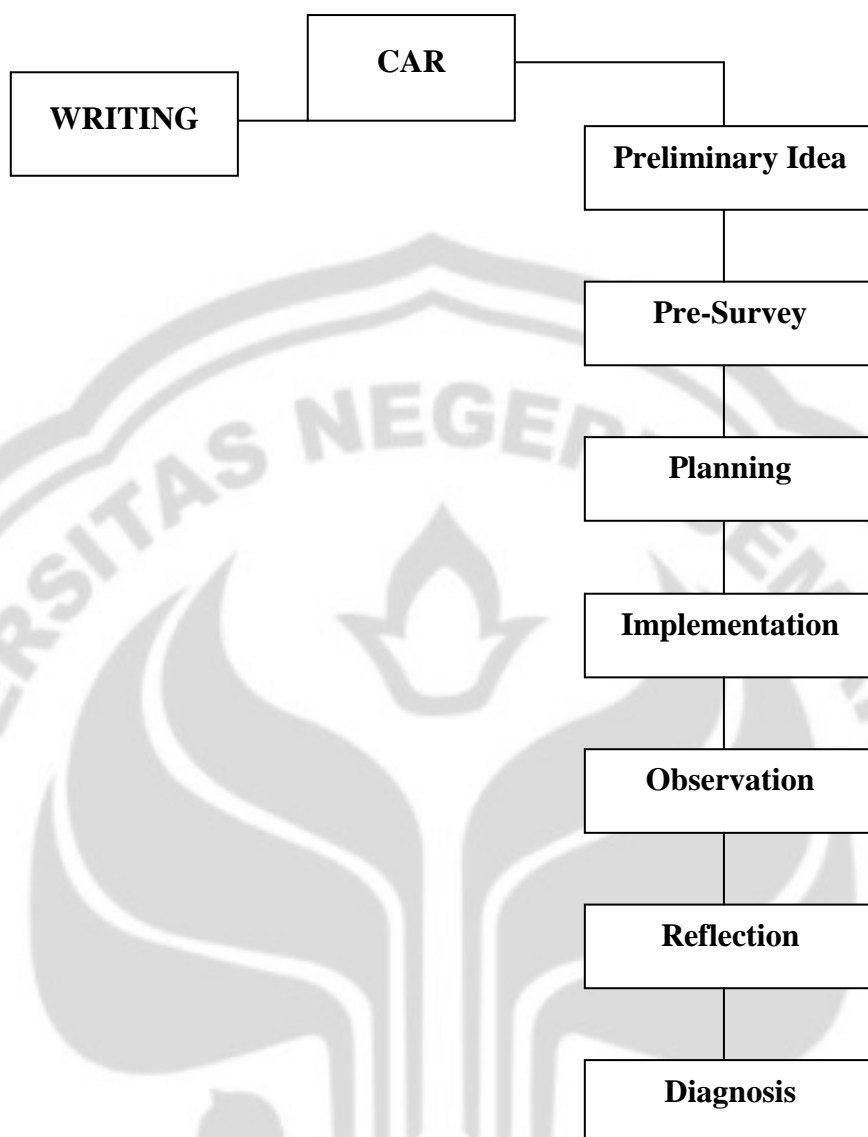 CAR
WRITING
Preliminary Idea
Pre-Survey
Planning
Implementation
Observation
Reflection
Diagnosis